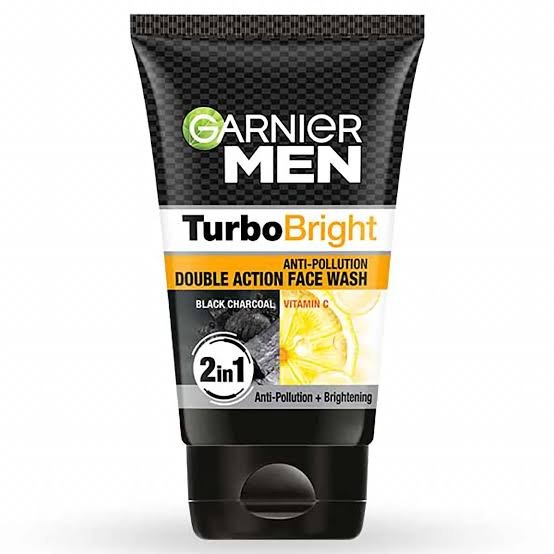 GARNIER
MEN
TurboBright
ANTI-POLLUTION
DOUBLE ACTION FACE WASH
BLACK CHARCOAL VITAMIN C
2in1
Anti-Pollution + Brightening